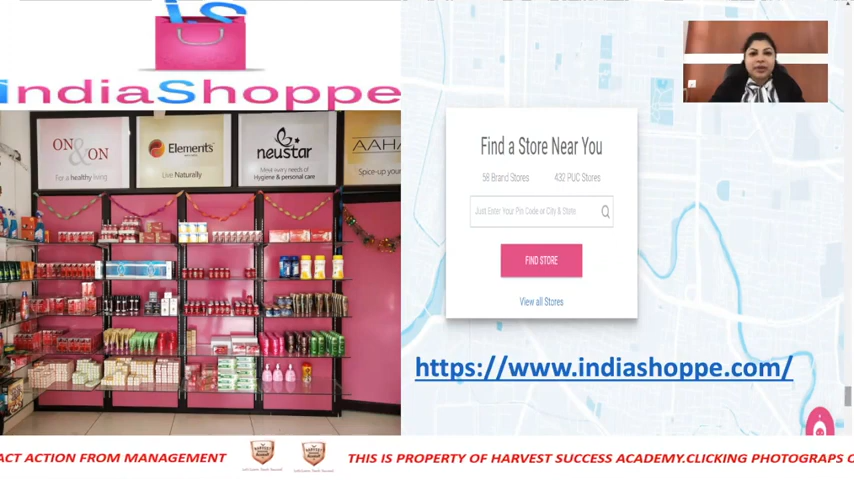 IS
IndiaShoppe
ON & ON
For a healthy living
Elements
Live Naturally
neustar
Meet every needs of
Hygiene & personal care
AAHA
Spice-up your
Find a Store Near You
58 Brand Stores 432 PUC Stores
Just Enter Your Pin Code or City & State
FIND STORE
View all Stores
https://www.indiashoppe.com/
ACT ACTION FROM MANAGEMENT
THIS IS PROPERTY OF HARVEST SUCCESS ACADEMY.CLICKING PHOTOGRAPS O